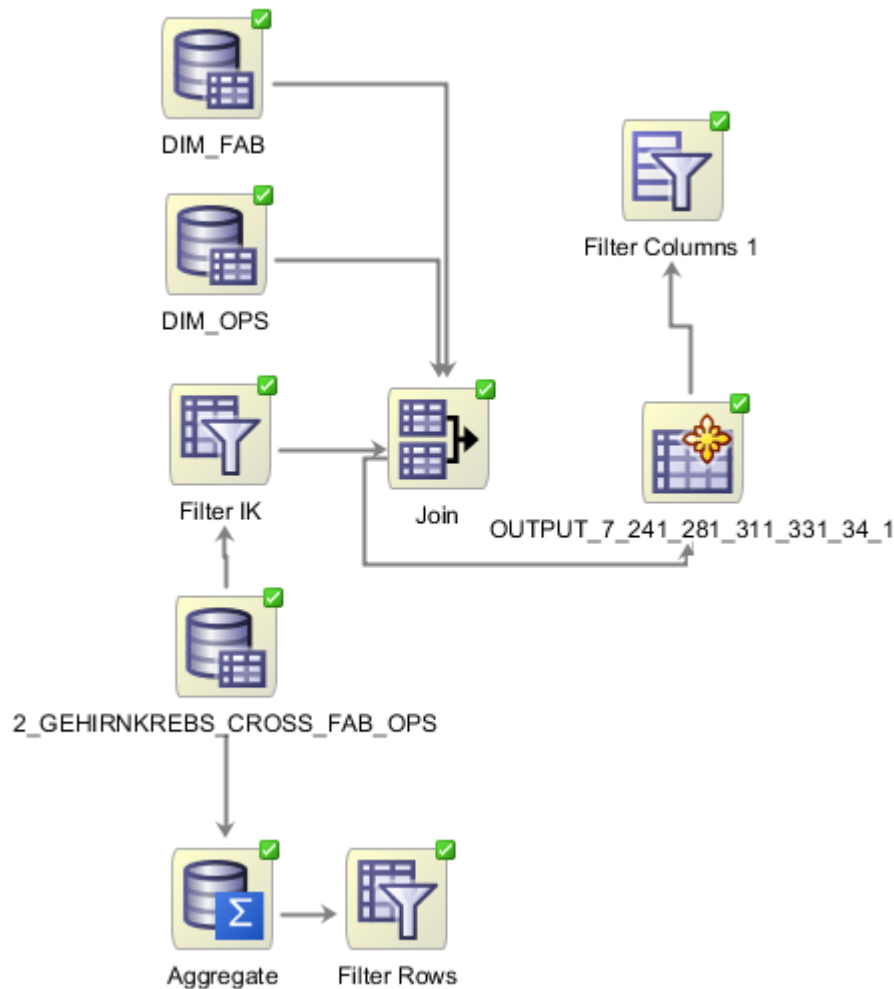 DIM_FAB
Filter Columns 1
DIM_OPS
Filter IK
Join
OUTPUT_7_241_281_311_331_34_1
2_GEHIRNKREBS_CROSS_FAB_OPS
Σ
Aggregate
Filter Rows